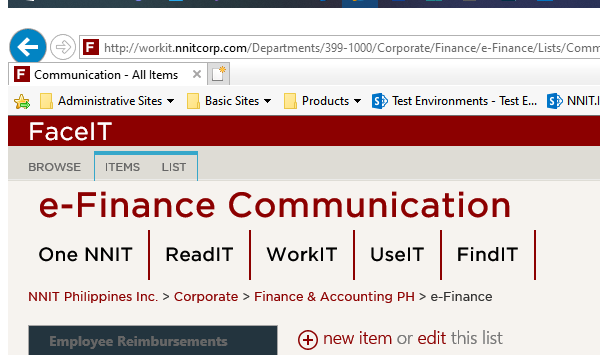 F http://workit.nnitcorp.com/Departments/399-1000/Corporate/Finance/e-Finance/Lists/Comm
F Communication - All Items ×
Administrative Sites Basic Sites Products Test Environments - Test E... NNIT.I
FaceIT
BROWSE ITEMS LIST
e-Finance Communication
One NNIT ReadIT WorkIT UseIT FindIT
NNIT Philippines Inc. > Corporate > Finance & Accounting PH > e-Finance
Employee Reimbursements
new item or edit this list